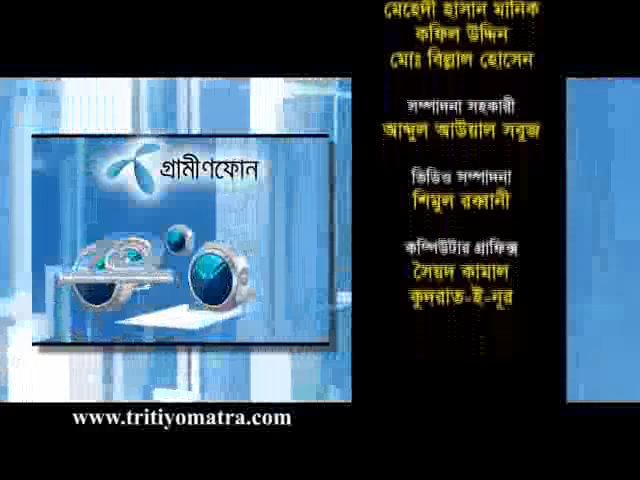 গ্রামীণফোন
www.tritiyomatra.com
মেহেদী হাসান মানিক
কফিল উদ্দিন
মোঃ বিল্লাল হোসেন
সম্পাদনা সহকারী
আব্দুল আউয়াল সবুজ
ভিডিও সম্পাদনা
শিমুল রব্বানী
কম্পিউটার গ্রাফিক্স
সৈয়দ কামাল
কুদরাত-ই-নূর